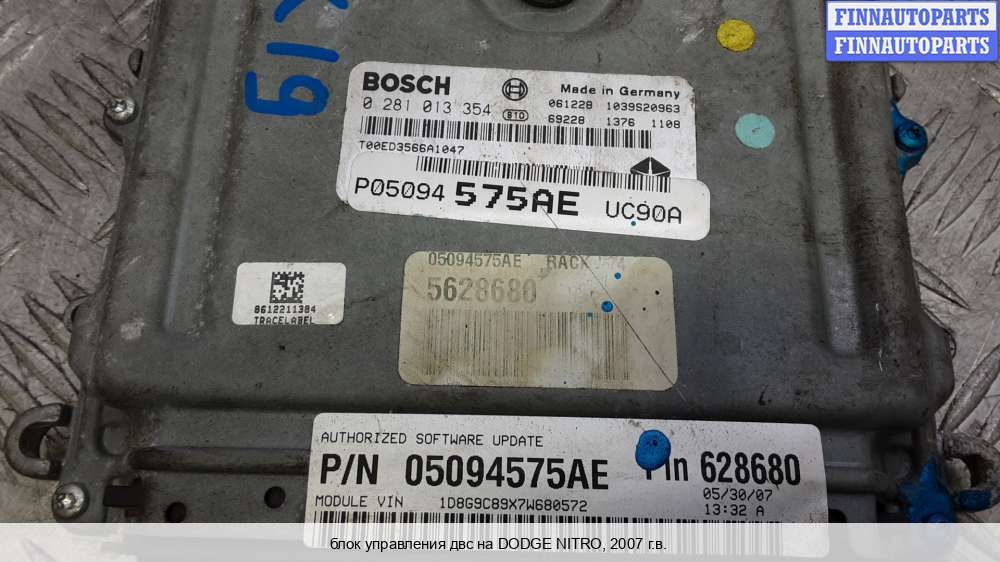 FINNAUTOPARTS
FINNAUTOPARTS
BOSCH
Made in Germany
0 281 013 354
810
061228 1039S20963
69228 1376 1108
T00ED3566A1047
P05094 575AE UC90A
05094575AE RACK
5628680
8612211384
TRACELABEL
AUTHORIZED SOFTWARE UPDATE
P/N 05094575AE 628680
05/30/07
MODULE VIN 1D8G9C89X7W680572
13:32 A
блок управления двс на DODGE NITRO, 2007 г.в.